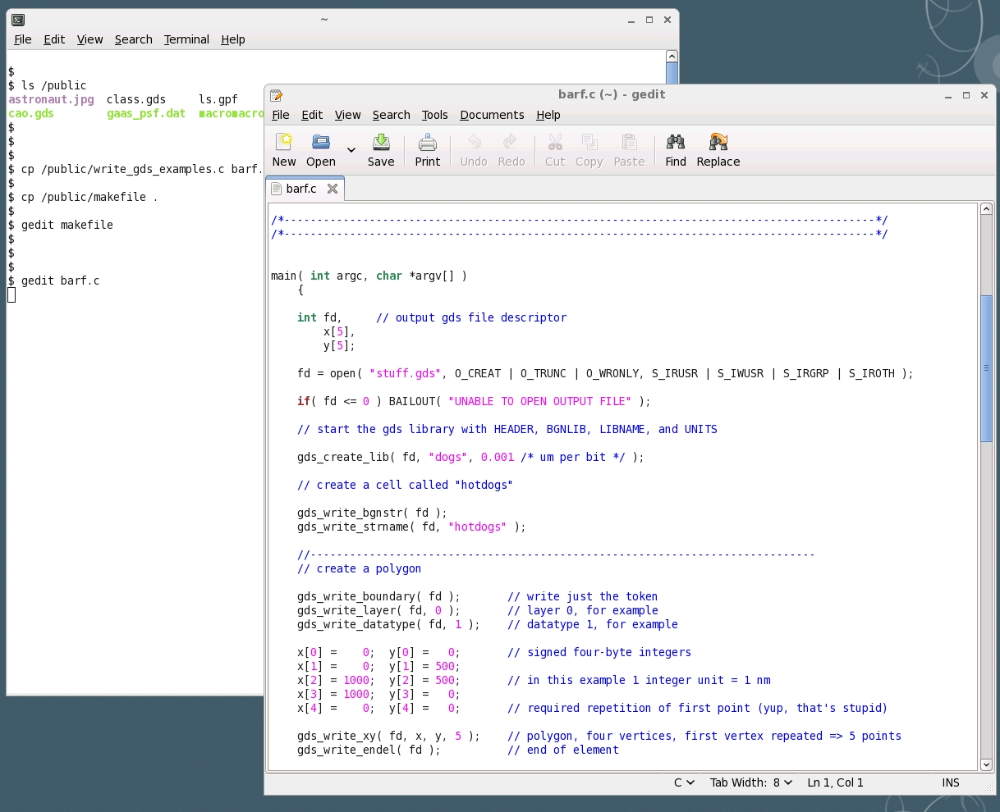 ~
File Edit View Search Terminal Help
$
$ ls /public
astronaut.jpg class.gds ls.gpf
cao.gds gaas_psf.dat macromacro
$
$
$
$ cp /public/write_gds_examples.c barf.
$
$ cp /public/makefile .
$
$ gedit makefile
$
$
$
$ gedit barf.c
barf.c (~) - gedit
File Edit View Search Tools Documents Help
New Open Save Print Undo Redo Cut Copy Paste Find Replace
barf.c
/*------------------------------------------------------------------------------------------*/
/*------------------------------------------------------------------------------------------*/
main( int argc, char *argv[] )
{
int fd, // output gds file descriptor
x[5],
y[5];
fd = open( "stuff.gds", O_CREAT | O_TRUNC | O_WRONLY, S_IRUSR | S_IWUSR | S_IRGRP | S_IROTH );
if( fd <= 0 ) BAILOUT( "UNABLE TO OPEN OUTPUT FILE" );
// start the gds library with HEADER, BGNLIB, LIBNAME, and UNITS
gds_create_lib( fd, "dogs", 0.001 /* um per bit */ );
// create a cell called "hotdogs"
gds_write_bgnstr( fd );
gds_write_strname( fd, "hotdogs" );
//-----------------------------------------------------------------------------
// create a polygon
gds_write_boundary( fd ); // write just the token
gds_write_layer( fd, 0 ); // layer 0, for example
gds_write_datatype( fd, 1 ); // datatype 1, for example
x[0] = 0; y[0] = 0; // signed four-byte integers
x[1] = 0; y[1] = 500;
x[2] = 1000; y[2] = 500; // in this example 1 integer unit = 1 nm
x[3] = 1000; y[3] = 0;
x[4] = 0; y[4] = 0; // required repetition of first point (yup, that's stupid)
gds_write_xy( fd, x, y, 5 ); // polygon, four vertices, first vertex repeated => 5 points
gds_write_endel( fd ); // end of element
C Tab Width: 8 Ln 1, Col 1 INS